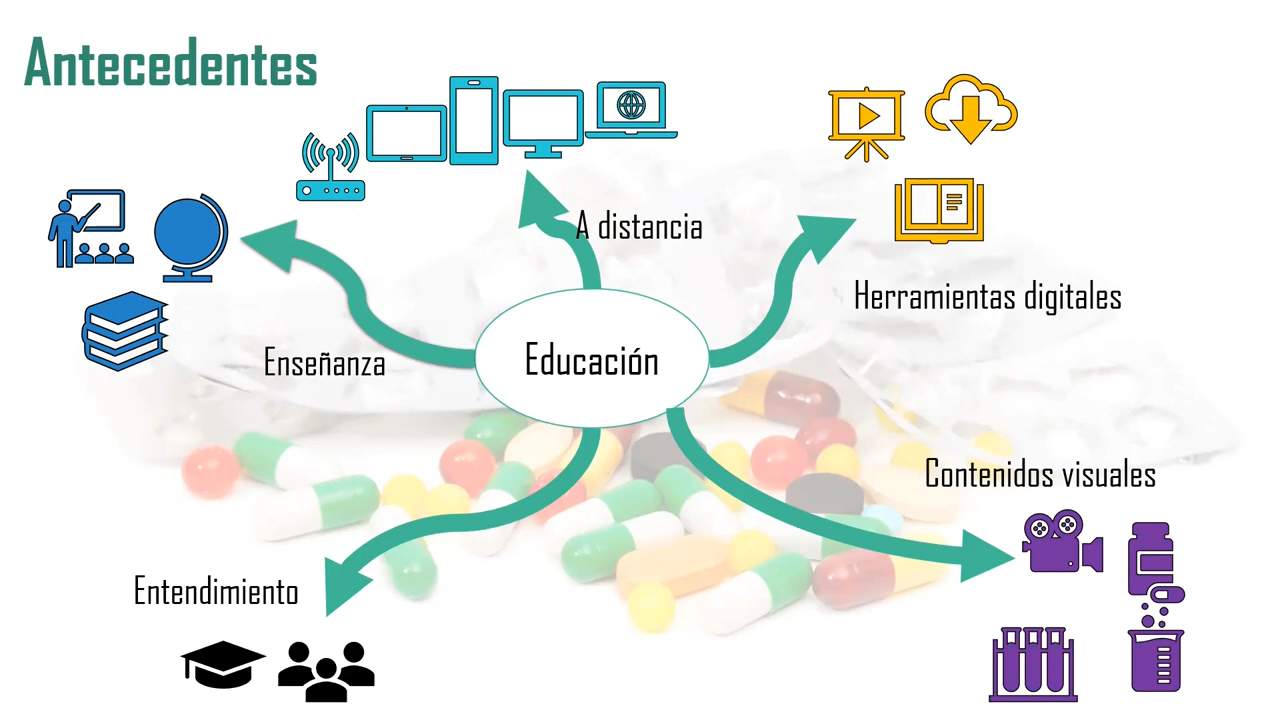 Antecedentes
A distancia
Herramientas digitales
Enseñanza
Educación
Contenidos visuales
Entendimiento